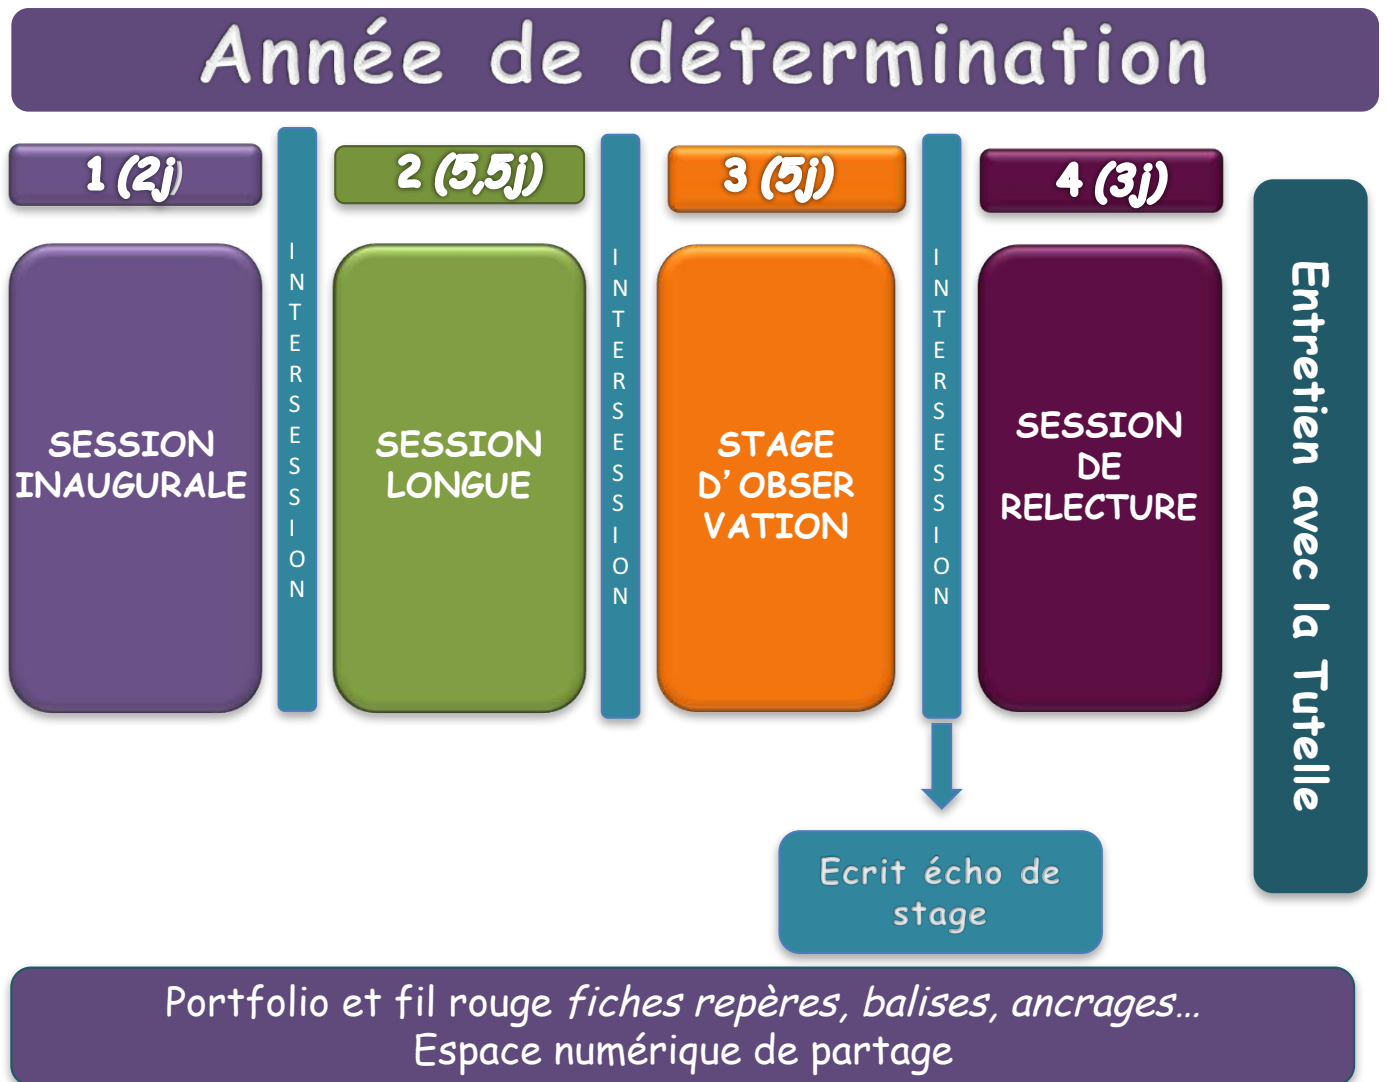 Année de détermination
1 (2j)
2 (5,5j)
3 (5j)
4 (3j)
SESSION
INAUGURALE
INTERSESSION
SESSION
LONGUE
INTERSESSION
STAGE
D'OBSER
VATION
INTERSESSION
SESSION
DE
RELECTURE
Entretien avec la Tutelle
Ecrit écho de
stage
Portfolio et fil rouge fiches repères, balises, ancrages…
Espace numérique de partage